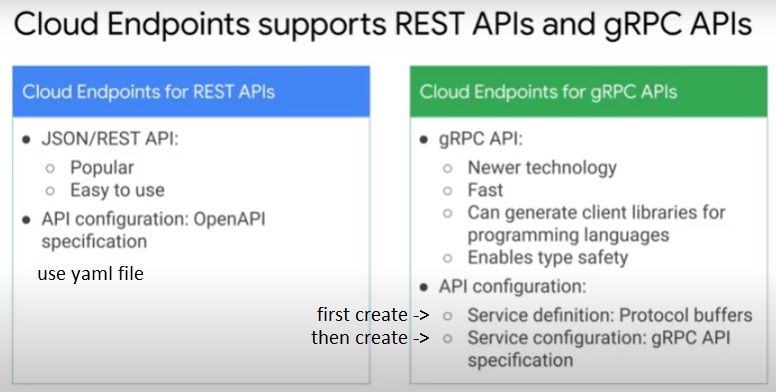 Cloud Endpoints supports REST APIs and gRPC APIs
Cloud Endpoints for REST APIs
● JSON/REST API:
○ Popular
○ Easy to use
● API configuration: OpenAPI
specification
use yaml file
Cloud Endpoints for gRPC APIs
● gRPC API:
○ Newer technology
○ Fast
○ Can generate client libraries for
programming languages
○ Enables type safety
● API configuration:
first create -> ○ Service definition: Protocol buffers
then create -> ○ Service configuration: gRPC API
specification